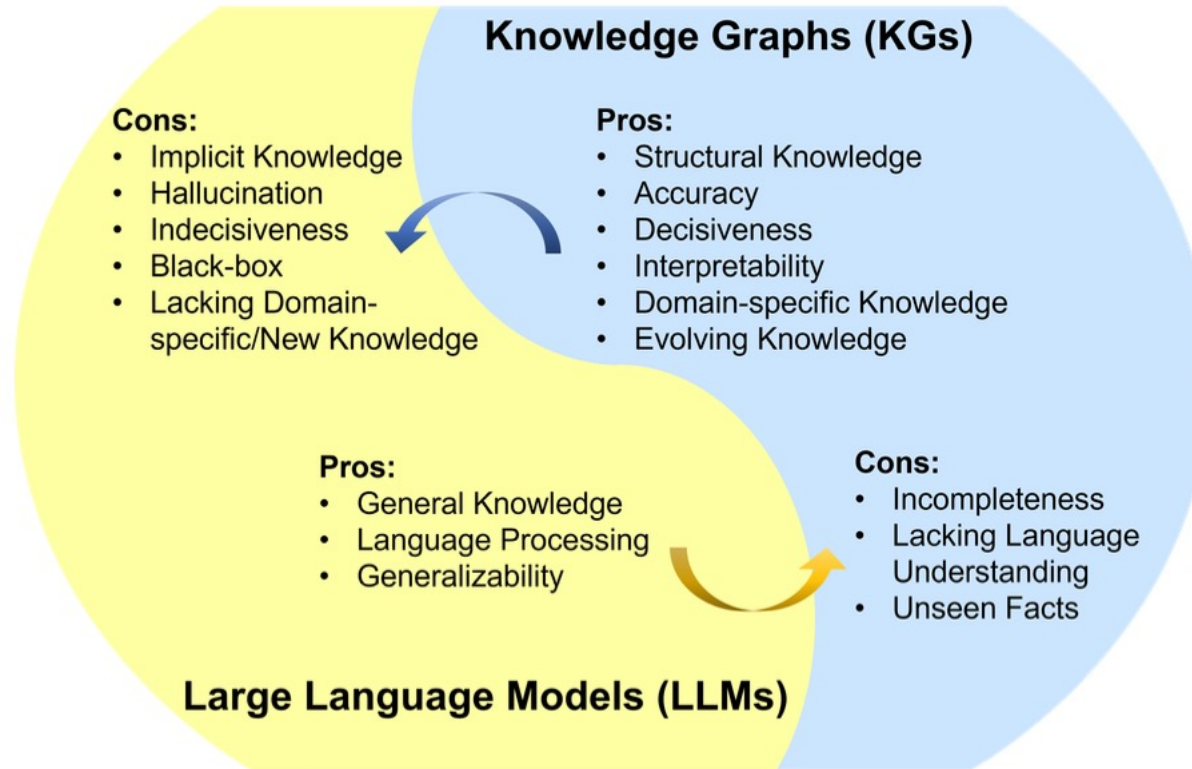 Knowledge Graphs (KGs)
Cons:
• Implicit Knowledge
• Hallucination
• Indecisiveness
• Black-box
• Lacking Domain-
specific/New Knowledge
Pros:
• Structural Knowledge
• Accuracy
• Decisiveness
• Interpretability
• Domain-specific Knowledge
• Evolving Knowledge
Pros:
• General Knowledge
• Language Processing
• Generalizability
Cons:
• Incompleteness
• Lacking Language
Understanding
• Unseen Facts
Large Language Models (LLMs)